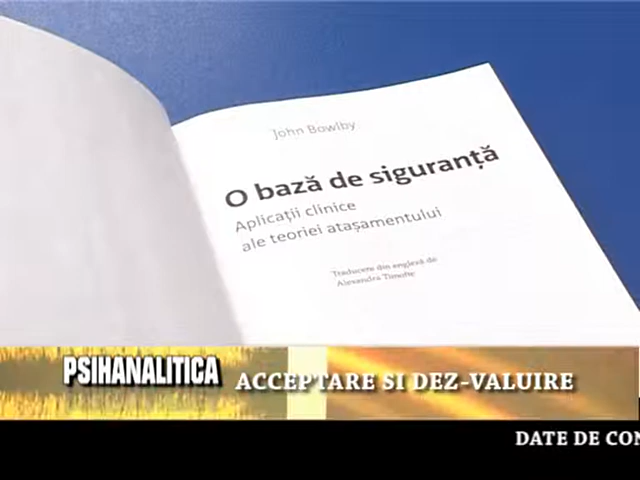 John Bowlby
O bază de siguranță
Aplicații clinice
ale teoriei atașamentului
Traducere din engleză de
Alexandra Timofte
PSIHANALITICA
ACCEPTARE SI DEZ-VALUIRE
DATE DE CON